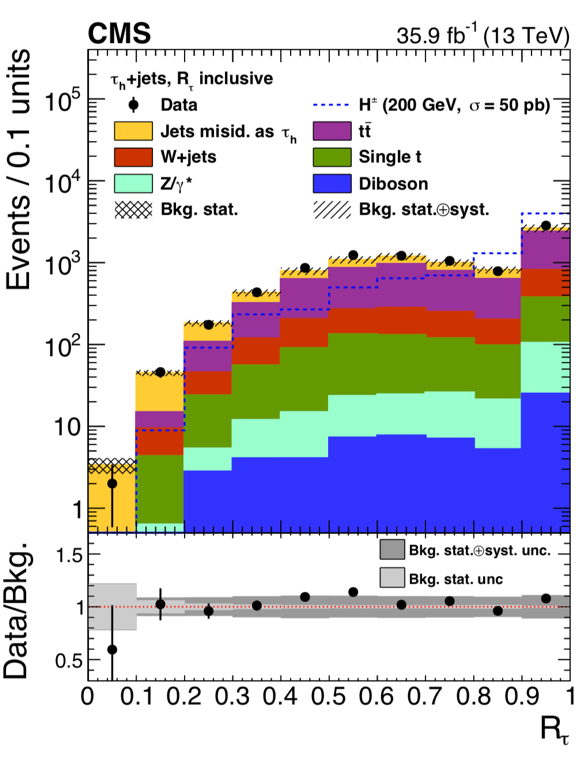 CMS 35.9 fb⁻¹ (13 TeV)
τₕ+jets, R_τ inclusive
Data H± (200 GeV, σ = 50 pb)
Jets misid. as τₕ tt̄
W+jets Single t
Z/γ* Diboson
Bkg. stat. Bkg. stat.⊕syst.
Events / 0.1 units
10⁵
10⁴
10³
10²
10
1
Bkg. stat.⊕syst. unc.
Bkg. stat. unc
Data/Bkg.
1.5
1
0.5
0 0.1 0.2 0.3 0.4 0.5 0.6 0.7 0.8 0.9 1
R_τ